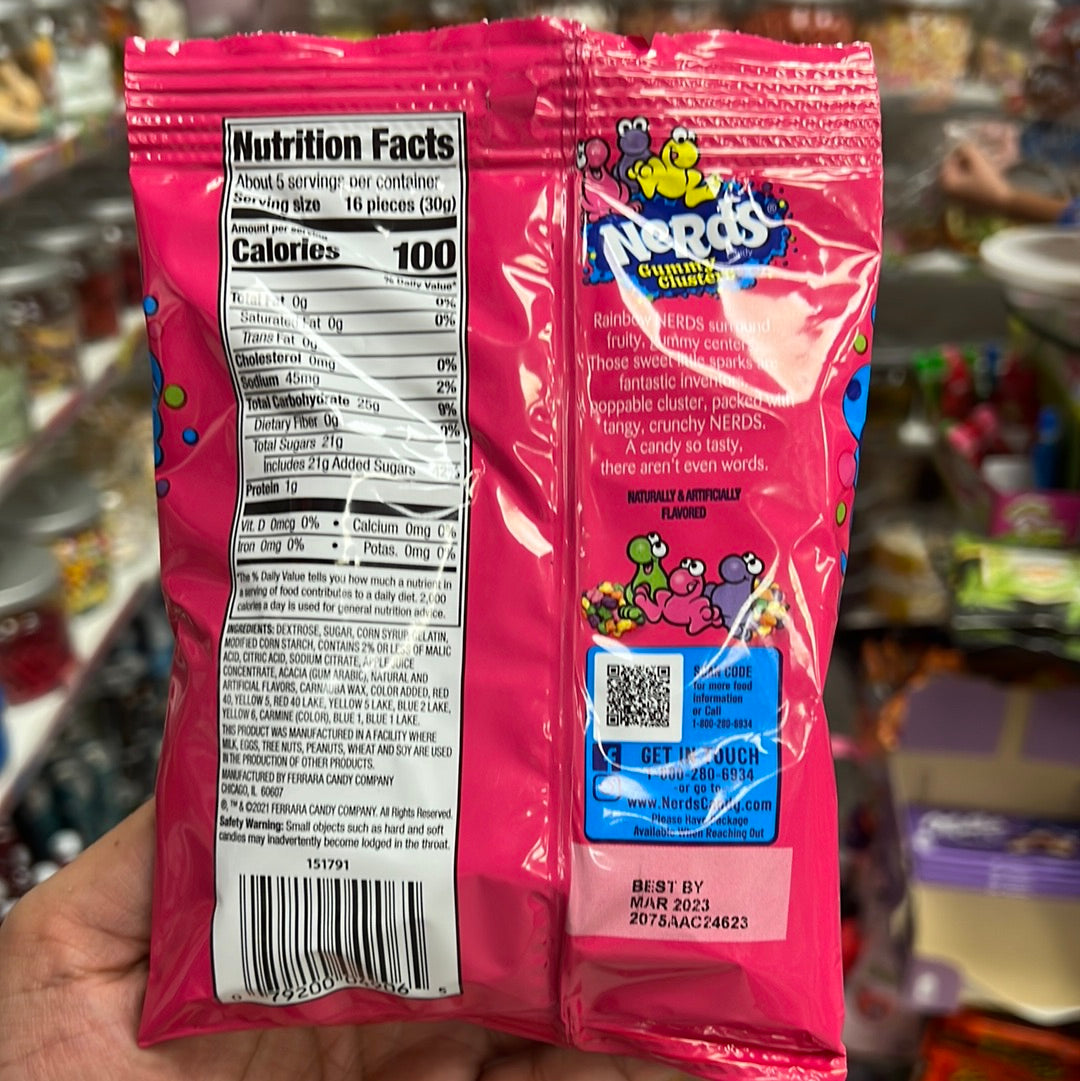 Nutrition Facts
About 5 servings per container
Serving size 16 pieces (30g)
Amount per
Calories 100
% Daily Value*
Total Fat 0g 0%
Saturated Fat 0g 0%
Trans Fat 0g
Cholesterol 0mg 0%
Sodium 45mg 2%
Total Carbohydrate 25g 9%
Dietary Fiber 0g 0%
Total Sugars 21g
Includes 21g Added Sugars 42%
Protein 1g
Vit. D 0mcg 0% • Calcium 0mg 0%
Iron 0mg 0% • Potas. 0mg 0%
*The % Daily Value tells you how much a nutrient in
a serving of food contributes to a daily diet. 2,000
calories a day is used for general nutrition advice.
INGREDIENTS: DEXTROSE, SUGAR, CORN SYRUP, GELATIN,
MODIFIED CORN STARCH, CONTAINS 2% OR LESS OF MALIC
ACID, CITRIC ACID, SODIUM CITRATE, APPLE JUICE
CONCENTRATE, ACACIA (GUM ARABIC), NATURAL AND
ARTIFICIAL FLAVORS, CARNAUBA WAX, COLOR ADDED, RED
40, YELLOW 5, RED 40 LAKE, YELLOW 5 LAKE, BLUE 2 LAKE,
YELLOW 6, CARMINE (COLOR), BLUE 1, BLUE 1 LAKE.
THIS PRODUCT WAS MANUFACTURED IN A FACILITY WHERE
MILK, EGGS, TREE NUTS, PEANUTS, WHEAT AND SOY ARE USED
IN THE PRODUCTION OF OTHER PRODUCTS.
MANUFACTURED BY FERRARA CANDY COMPANY
CHICAGO, IL 60607
®, ™ & ©2021 FERRARA CANDY COMPANY. All Rights Reserved.
Safety Warning: Small objects such as hard and soft
candies may inadvertently become lodged in the throat.
151791
0 79200 5
NeRds®
candy
Gummy
Clusters
Rainbow NERDS surround
fruity, gummy centers.
Those sweet little sparks are
fantastic inventors.
poppable cluster, packed with
tangy, crunchy NERDS.
A candy so tasty,
there aren't even words.
NATURALLY & ARTIFICIALLY
FLAVORED
SCAN CODE
for more food
information
or Call
1-800-280-6934
f GET IN TOUCH
1-800-280-6934
-or go to-
www.NerdsCandy.com
Please Have Package
Available When Reaching Out
BEST BY
MAR 2023
2075AAC24623